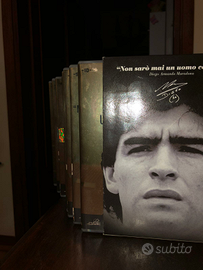 “Non sarò mai un uomo co
Diego Armando Maradona
subito